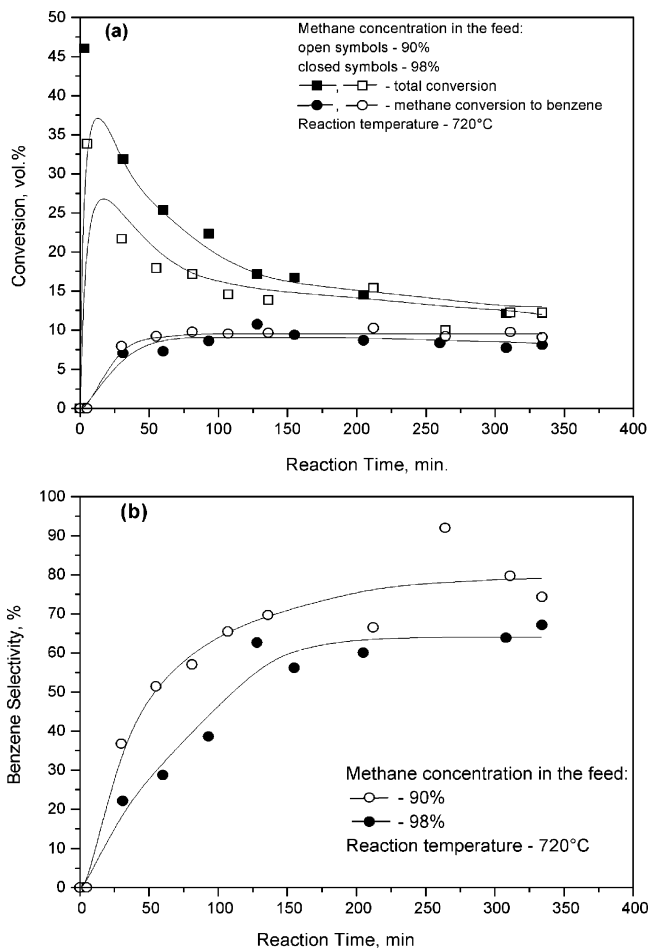 (a)
Methane concentration in the feed:
open symbols - 90%
closed symbols - 98%
, - total conversion
, - methane conversion to benzene
Reaction temperature - 720°C
50
45
40
35
30
25
20
15
10
5
0
Conversion, vol.%
0 50 100 150 200 250 300 350 400
Reaction Time, min.
(b)
100
90
80
70
60
50
40
30
20
10
0
Benzene Selectivity, %
Methane concentration in the feed:
- 90%
- 98%
Reaction temperature - 720°C
0 50 100 150 200 250 300 350 400
Reaction Time, min